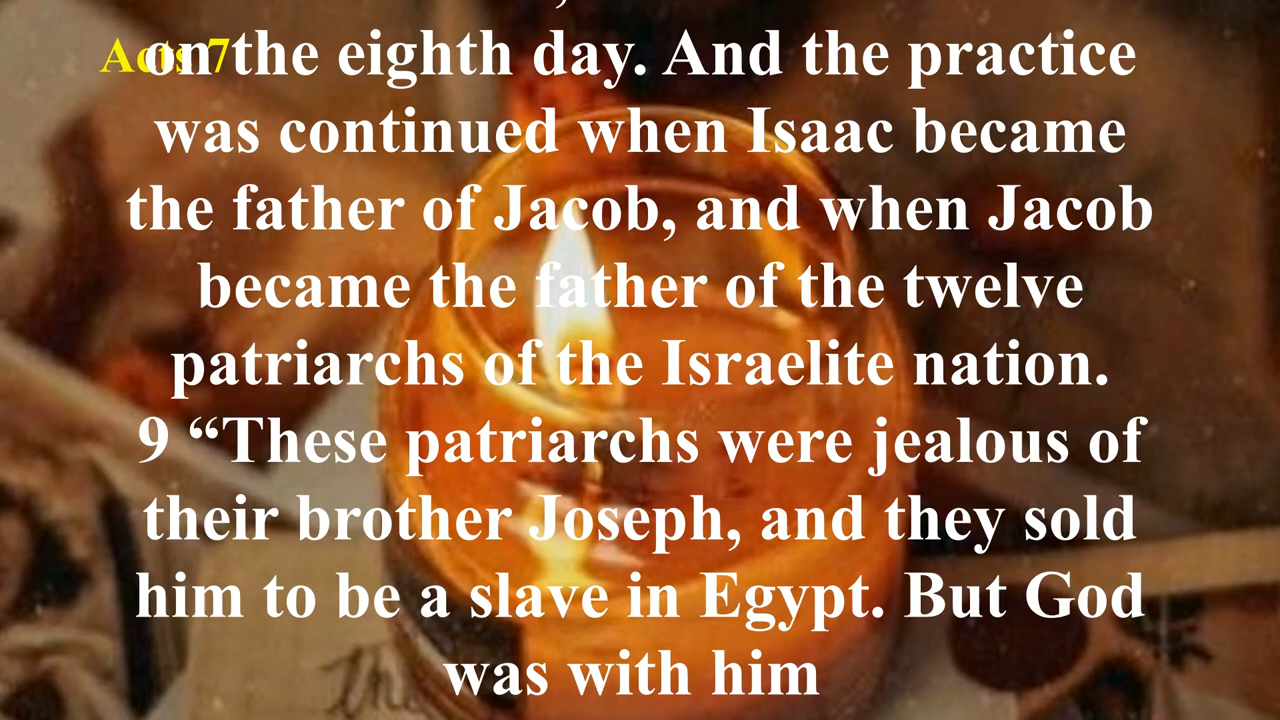 Acts 7
on the eighth day. And the practice
was continued when Isaac became
the father of Jacob, and when Jacob
became the father of the twelve
patriarchs of the Israelite nation.
9 “These patriarchs were jealous of
their brother Joseph, and they sold
him to be a slave in Egypt. But God
was with him
The